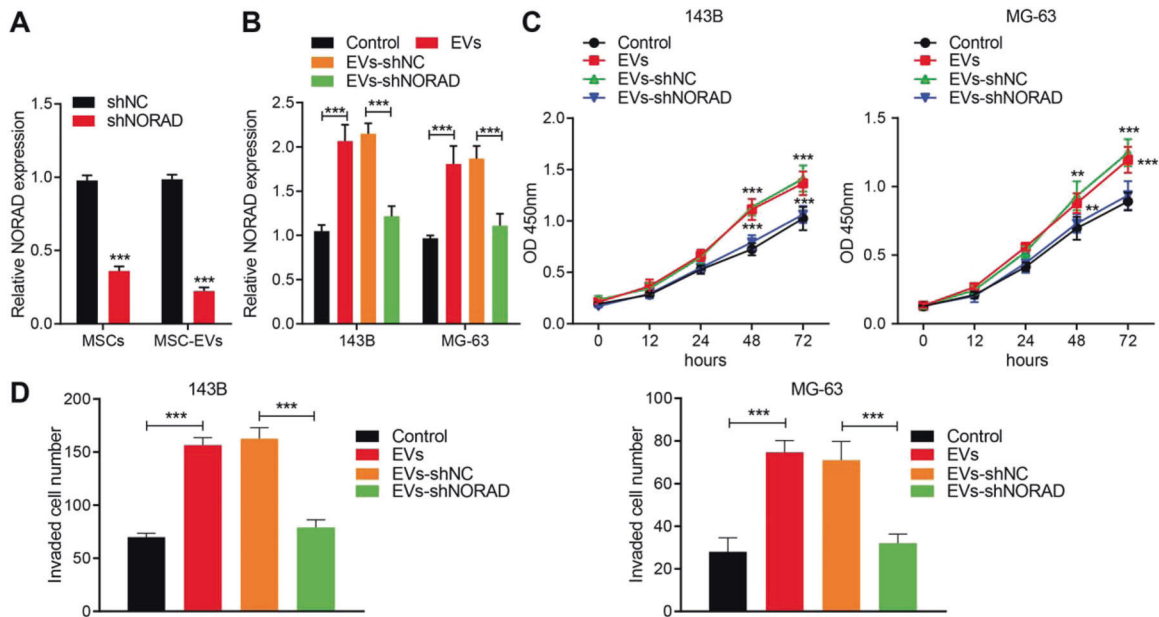 A
shNC
shNORAD
Relative NORAD expression
1.5
1.0
0.5
0.0
***
***
MSCs
MSC-EVs
B
Control
EVs
EVs-shNC
EVs-shNORAD
Relative NORAD expression
2.5
2.0
1.5
1.0
1.0
0.0
***
***
***
***
143B
MG-63
C
143B
Control
EVs
EVs-shNC
EVs-shNORAD
OD 450nm
2.0
1.5
1.0
0.5
0.0
***
***
***
***
0
12
24
48
72
hours
MG-63
Control
EVs
EVs-shNC
EVs-shNORAD
OD 450nm
1.5
1.0
0.5
0.0
**
**
***
***
0
12
24
48
72
hours
D
143B
Invaded cell number
200
150
100
50
0
***
***
Control
EVs
EVs-shNC
EVs-shNORAD
MG-63
Invaded cell number
100
80
60
40
20
0
***
***
Control
EVs
EVs-shNC
EVs-shNORAD